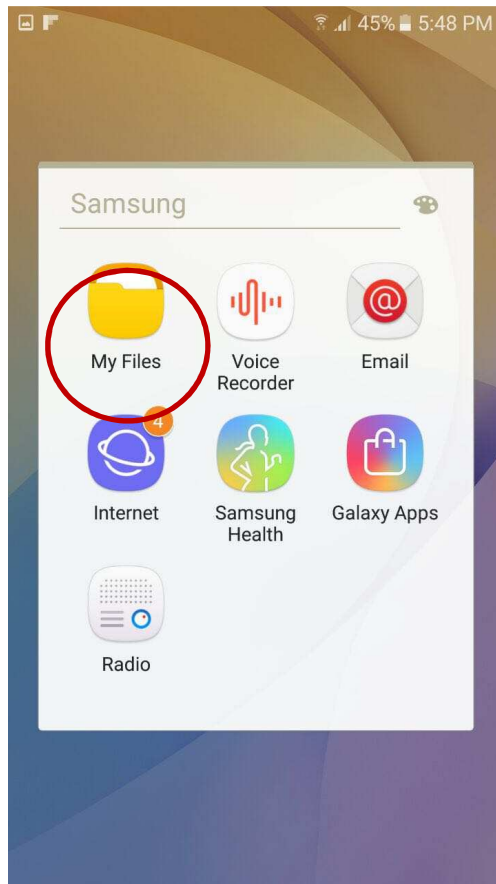 45% 5:48 PM
Samsung
My Files
Voice
Recorder
Email
4
Internet
Samsung
Health
Galaxy Apps
Radio